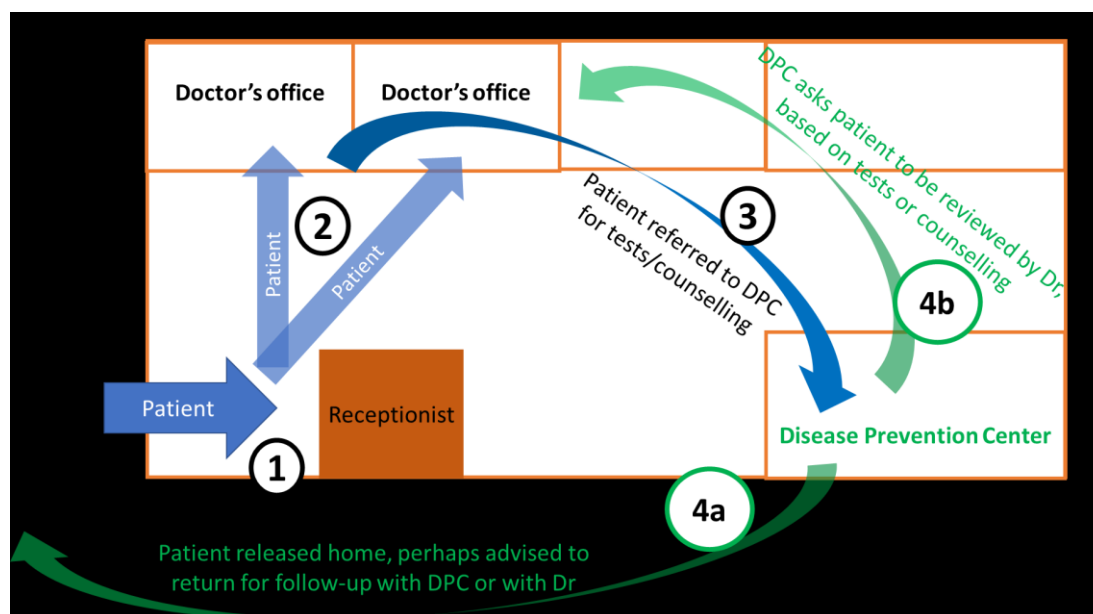 Doctor's office
Doctor's office
DPC asks patient to be reviewed by Dr,
based on tests or counselling
Patient
2
Patient
Patient referred to DPC
for tests/counselling
3
4b
Patient
Receptionist
1
Disease Prevention Center
4a
Patient released home, perhaps advised to
return for follow-up with DPC or with Dr